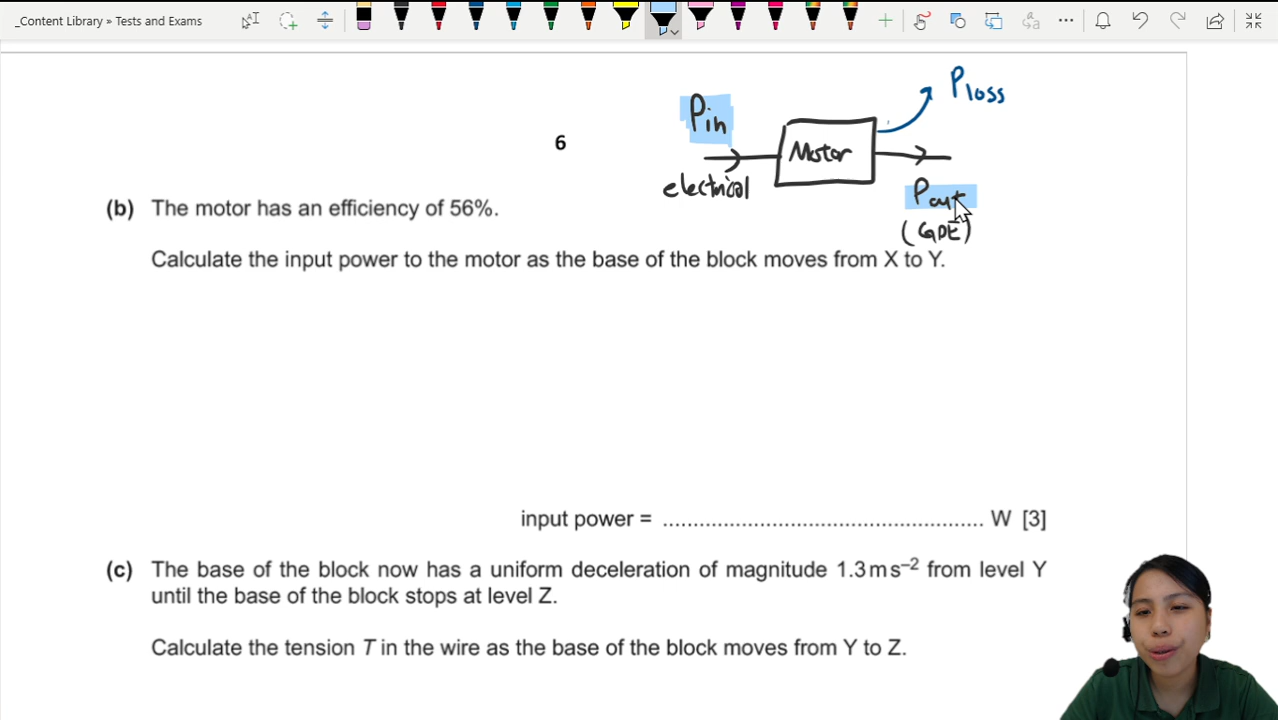 _Content Library » Tests and Exams
Ploss
Pin
6
Motor
electrical
Pout
(b) The motor has an efficiency of 56%.
(GPE)
Calculate the input power to the motor as the base of the block moves from X to Y.
input power = ...................................................... W [3]
(c) The base of the block now has a uniform deceleration of magnitude 1.3 m s⁻² from level Y
until the base of the block stops at level Z.
Calculate the tension T in the wire as the base of the block moves from Y to Z.